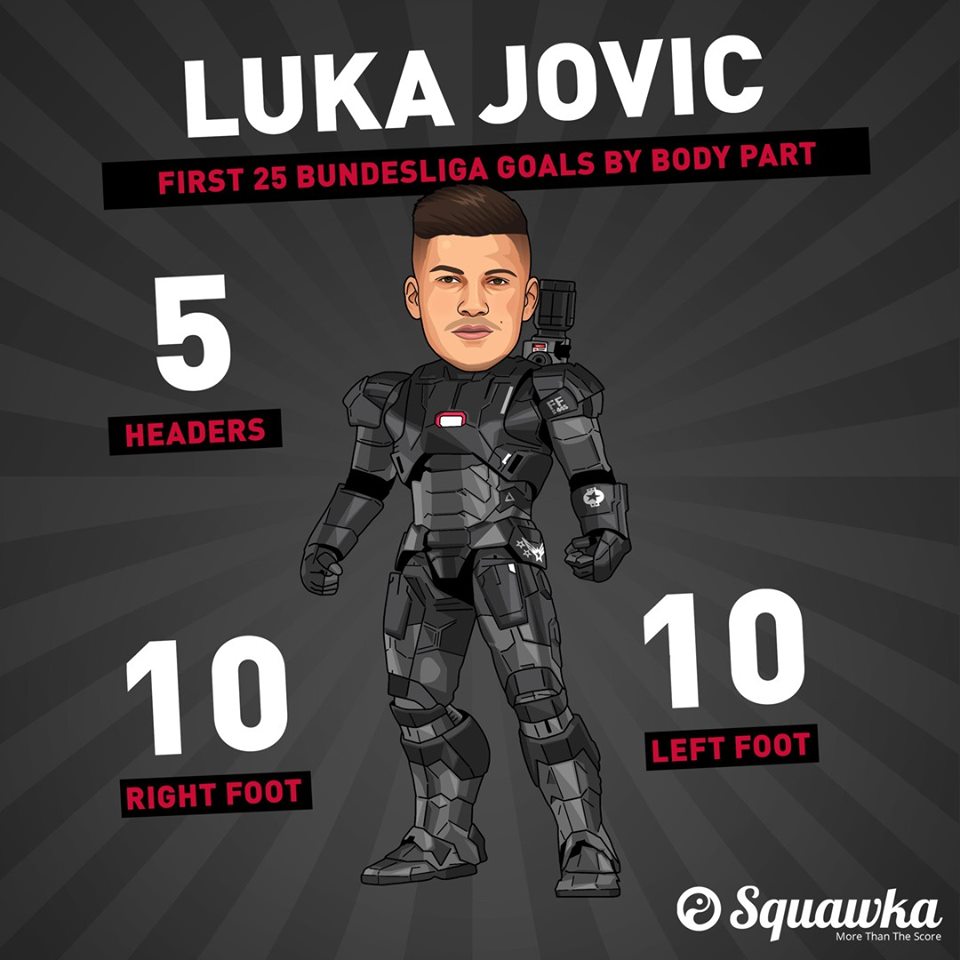 LUKA JOVIC
FIRST 25 BUNDESLIGA GOALS BY BODY PART
5
HEADERS
10
RIGHT FOOT
10
LEFT FOOT
Squawka
More Than The Score